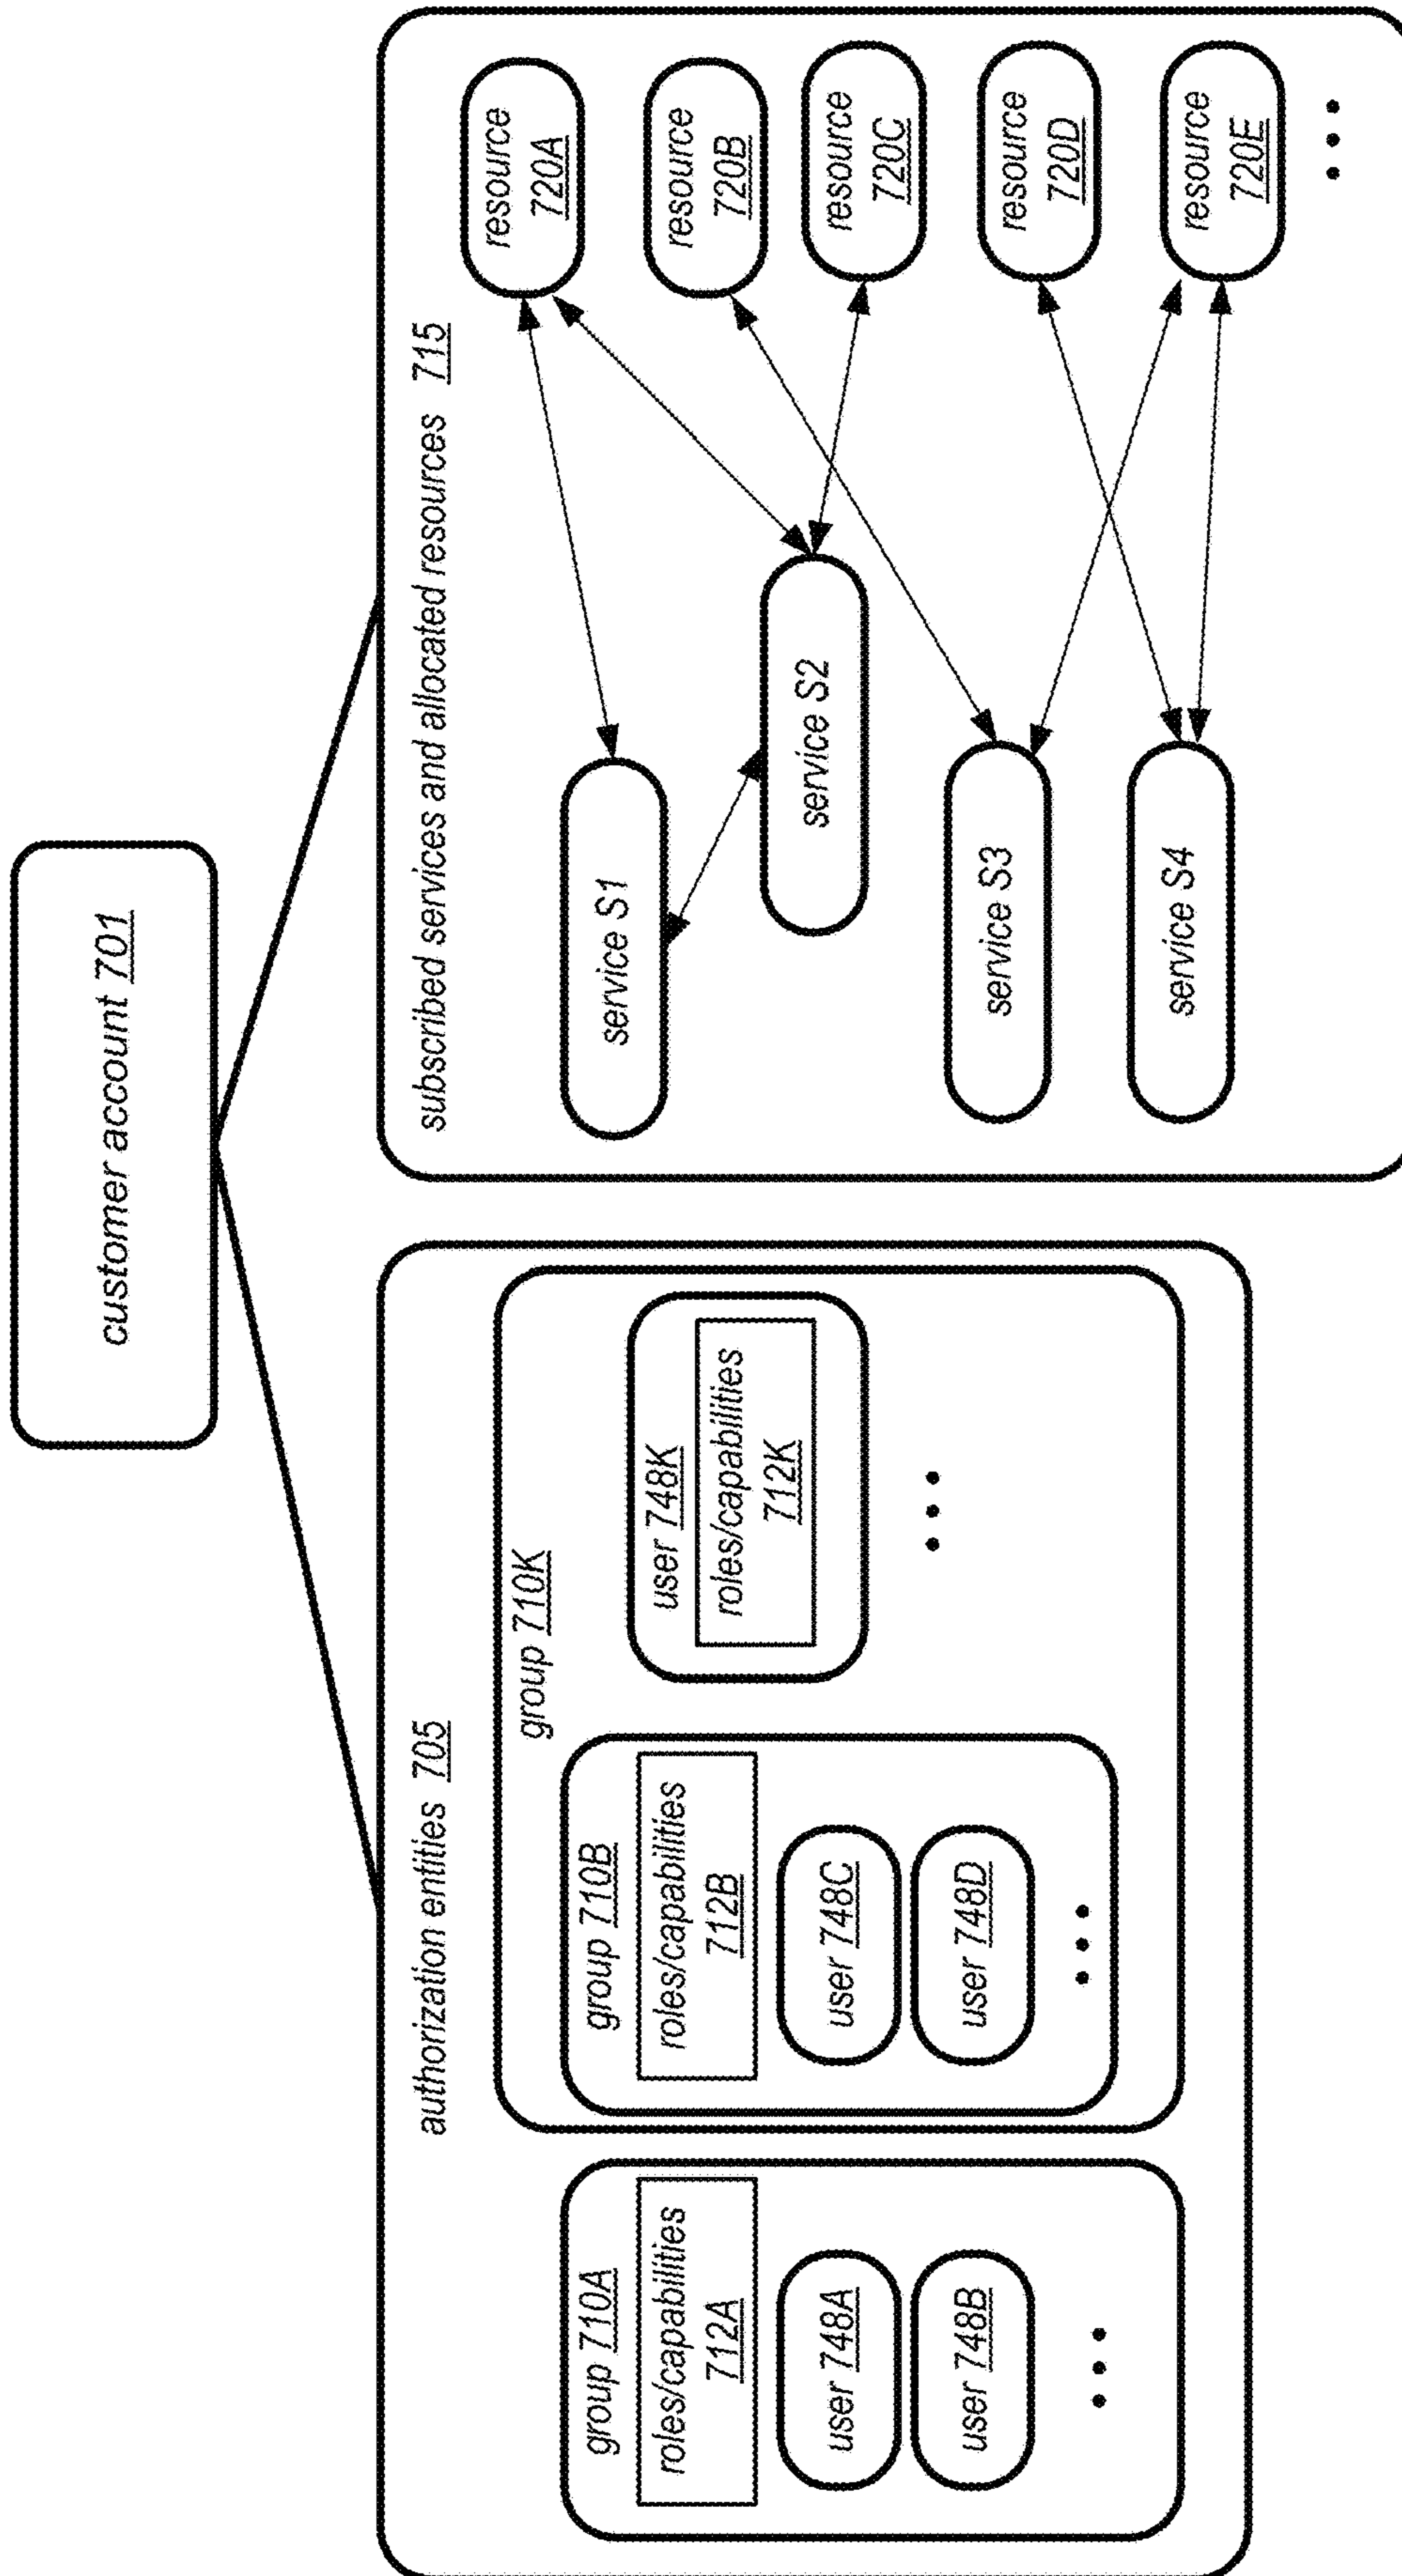 customer account 701
authorization entities 705
group 710A
roles/capabilities
712A
user 748A
user 748B
• • •
group 710K
group 710B
roles/capabilities
712B
user 748C
user 748D
• • •
user 748K
roles/capabilities
712K
• • •
subscribed services and allocated resources 715
service S1
service S2
service S3
service S4
resource
720A
resource
720B
resource
720C
resource
720D
resource
720E
• • •